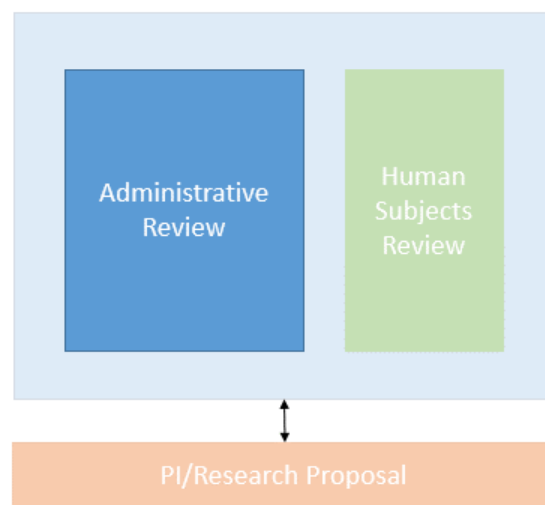 Administrative
Review
Human
Subjects
Review
PI/Research Proposal